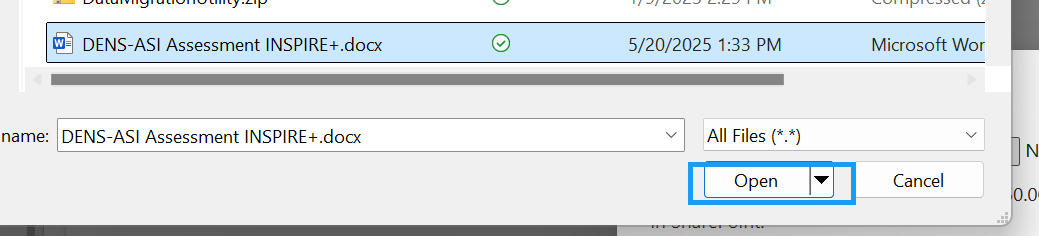 DataMigrationUtility.zip 1/9/2025 2:29 PM Compressed (z
DENS-ASI Assessment INSPIRE+.docx 5/20/2025 1:33 PM Microsoft Wor
name: DENS-ASI Assessment INSPIRE+.docx All Files (*.*)
N
Open Cancel
in SharePoint.